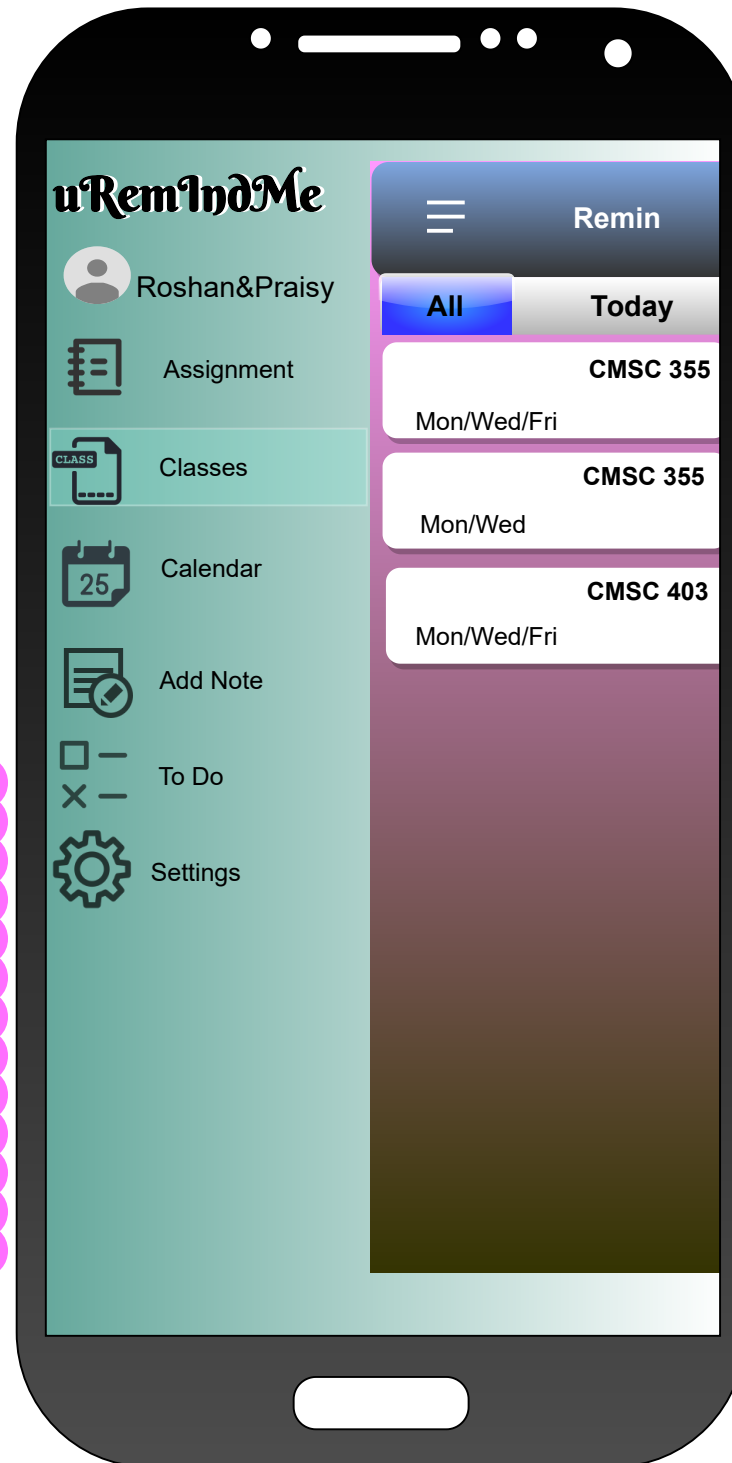 uRemIndMe
Roshan&Praisy
Assignment
CLASS
Classes
25
Calendar
Add Note
To Do
Settings
Remin
All
Today
CMSC 355
Mon/Wed/Fri
CMSC 355
Mon/Wed
CMSC 403
Mon/Wed/Fri